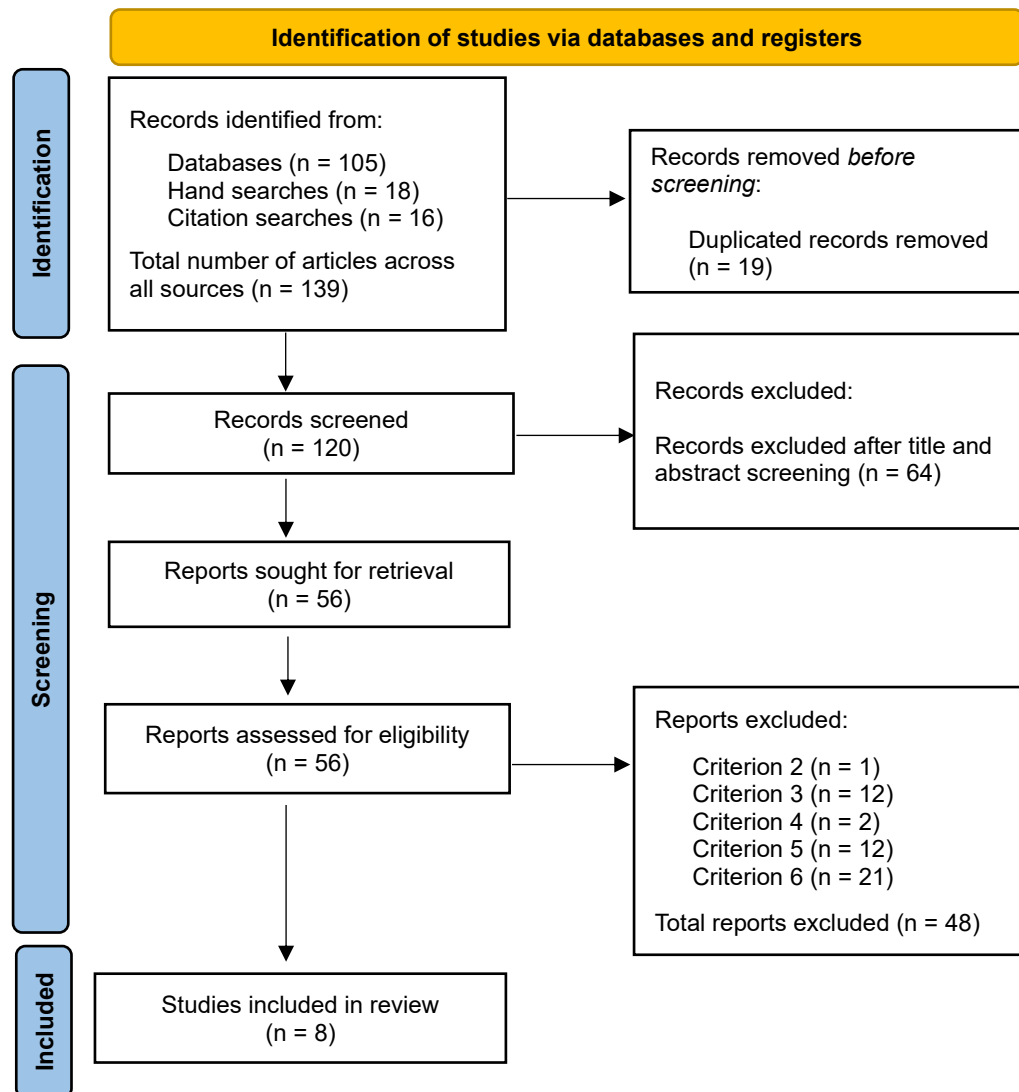 Identification of studies via databases and registers
Identification
Records identified from:
Databases (n = 105)
Hand searches (n = 18)
Citation searches (n = 16)
Total number of articles across
all sources (n = 139)
Records removed before
screening:
Duplicated records removed
(n = 19)
Screening
Records screened
(n = 120)
Records excluded:
Records excluded after title and
abstract screening (n = 64)
Reports sought for retrieval
(n = 56)
Reports assessed for eligibility
(n = 56)
Reports excluded:
Criterion 2 (n = 1)
Criterion 3 (n = 12)
Criterion 4 (n = 2)
Criterion 5 (n = 12)
Criterion 6 (n = 21)
Total reports excluded (n = 48)
Included
Studies included in review
(n = 8)